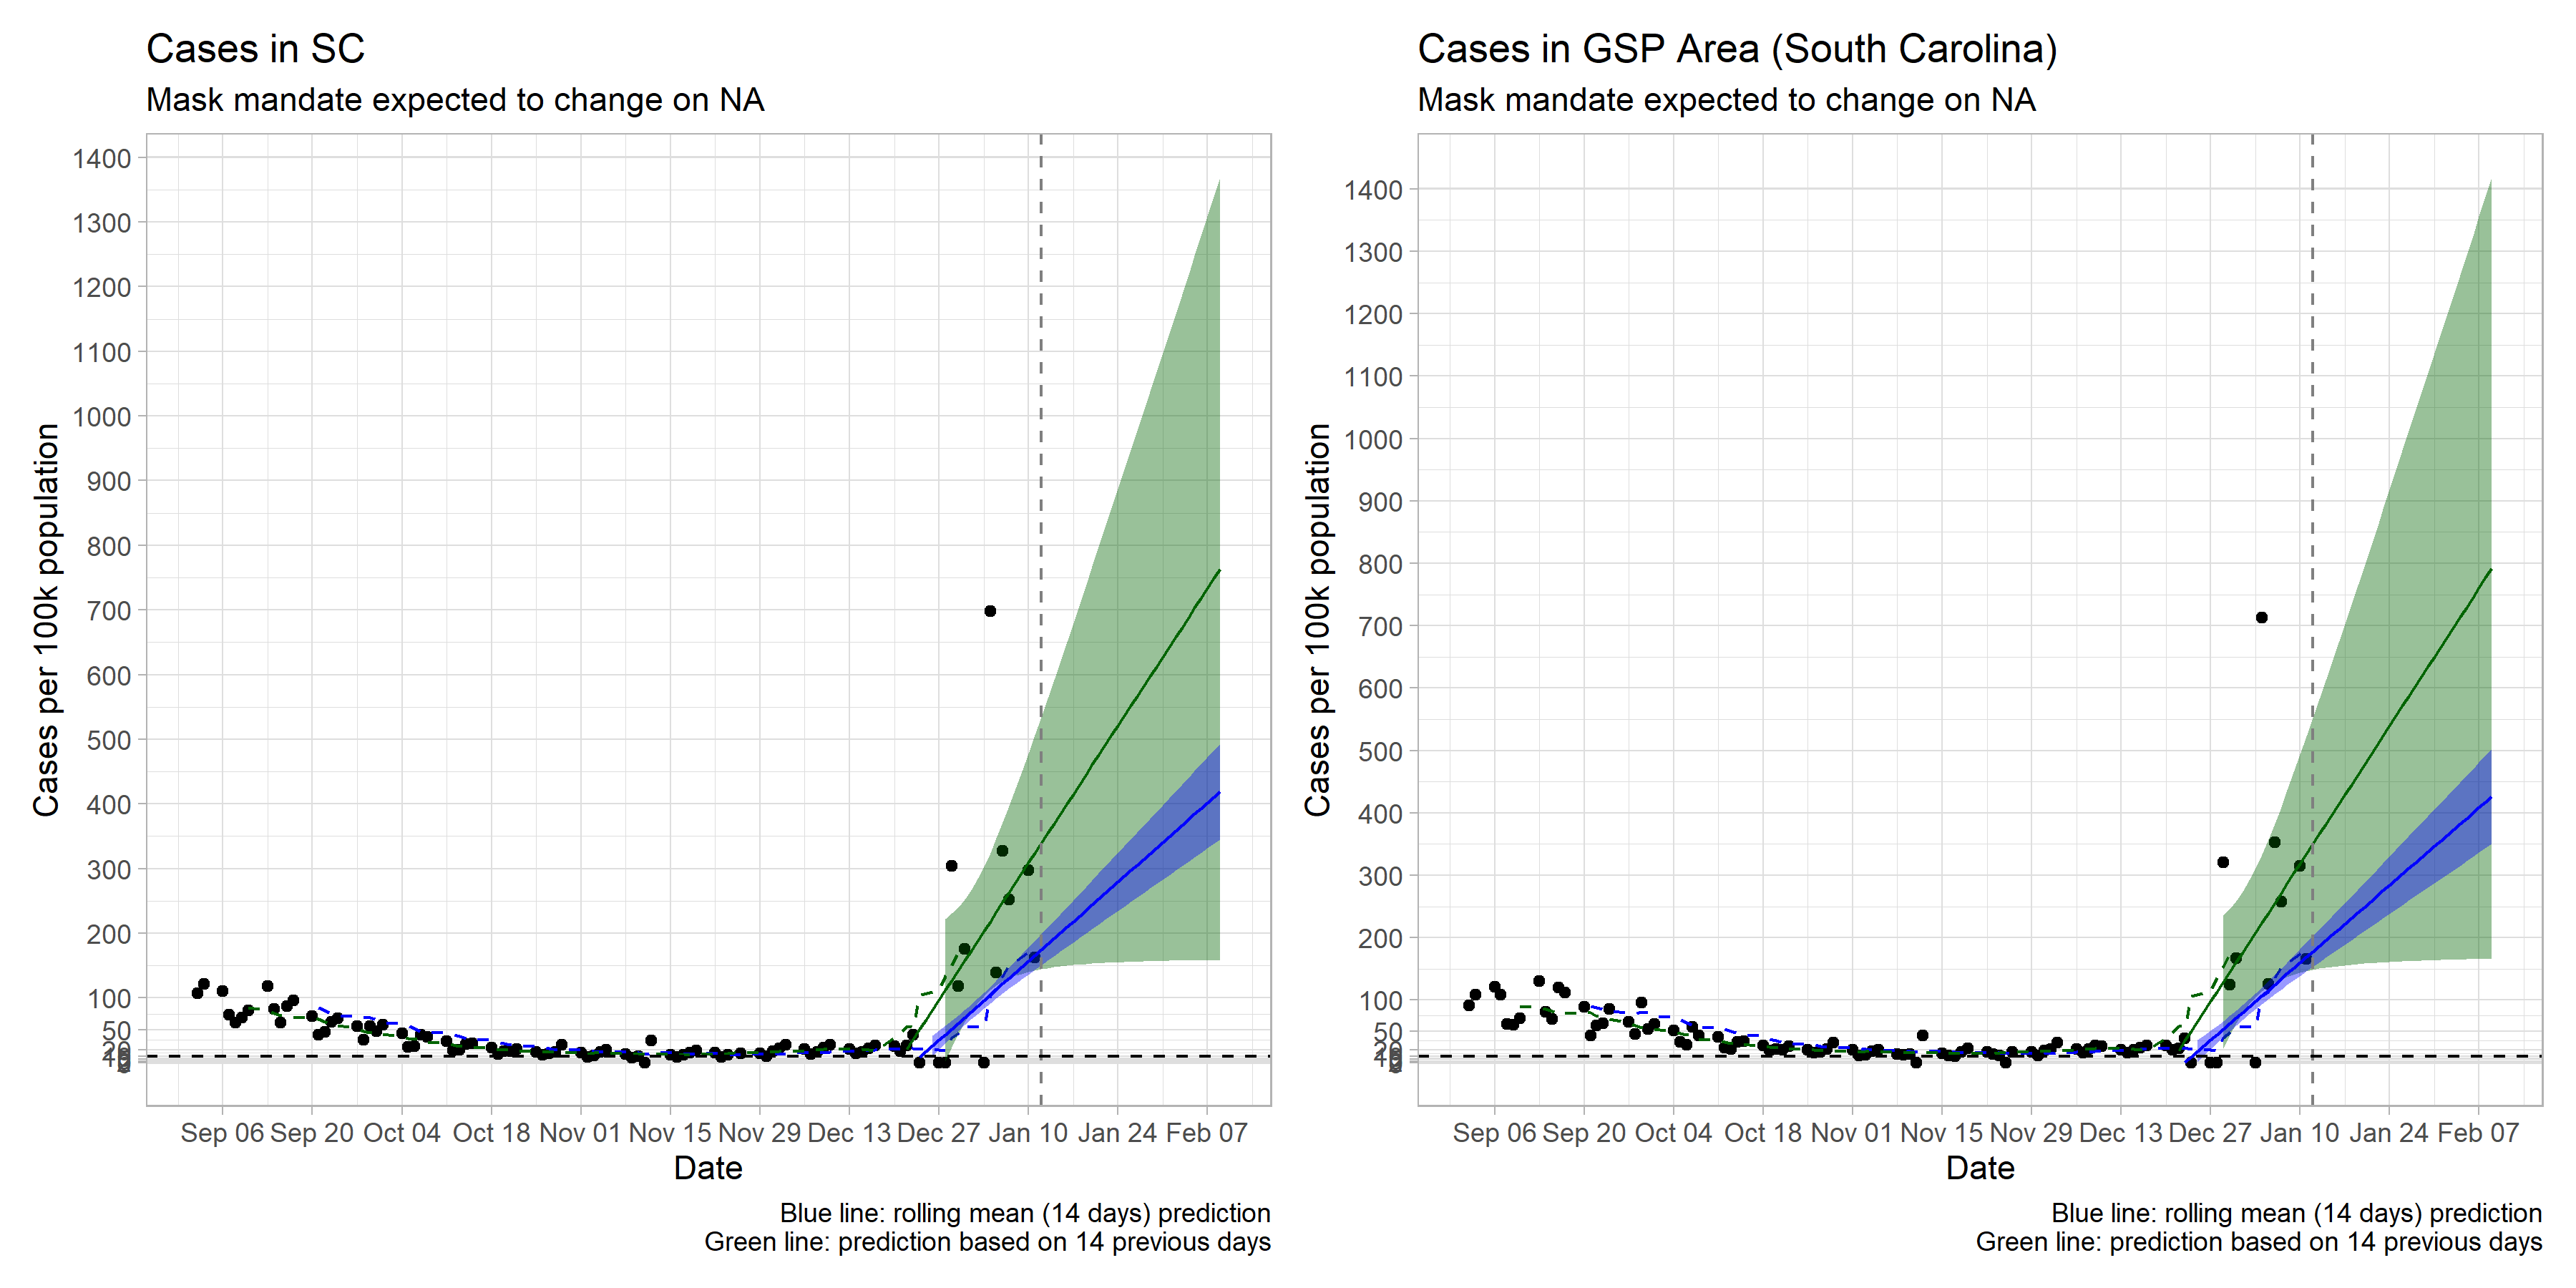 Cases in SC
Mask mandate expected to change on NA
Cases per 100k population
1400
1300
1200
1100
1000
900
800
700
600
500
400
300
200
100
50
Sep 06 Sep 20 Oct 04 Oct 18 Nov 01 Nov 15 Nov 29 Dec 13 Dec 27 Jan 10 Jan 24 Feb 07
Date
Blue line: rolling mean (14 days) prediction
Green line: prediction based on 14 previous days
Cases in GSP Area (South Carolina)
Mask mandate expected to change on NA
Cases per 100k population
1400
1300
1200
1100
1000
900
800
700
600
500
400
300
200
100
50
Sep 06 Sep 20 Oct 04 Oct 18 Nov 01 Nov 15 Nov 29 Dec 13 Dec 27 Jan 10 Jan 24 Feb 07
Date
Blue line: rolling mean (14 days) prediction
Green line: prediction based on 14 previous days